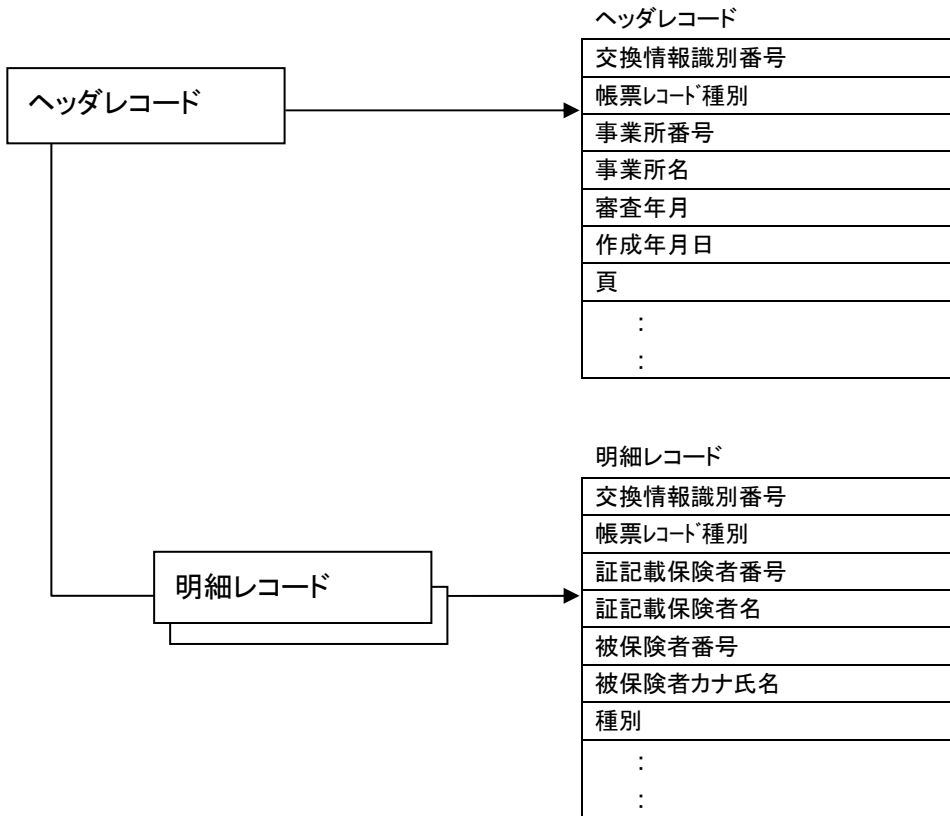 ヘッダレコード
ヘッダレコード
交換情報識別番号
帳票ﾚｺｰﾄﾞ種別
事業所番号
事業所名
審査年月
作成年月日
頁
:
:
明細レコード
明細レコード
交換情報識別番号
帳票ﾚｺｰﾄﾞ種別
証記載保険者番号
証記載保険者名
被保険者番号
被保険者カナ氏名
種別
:
: